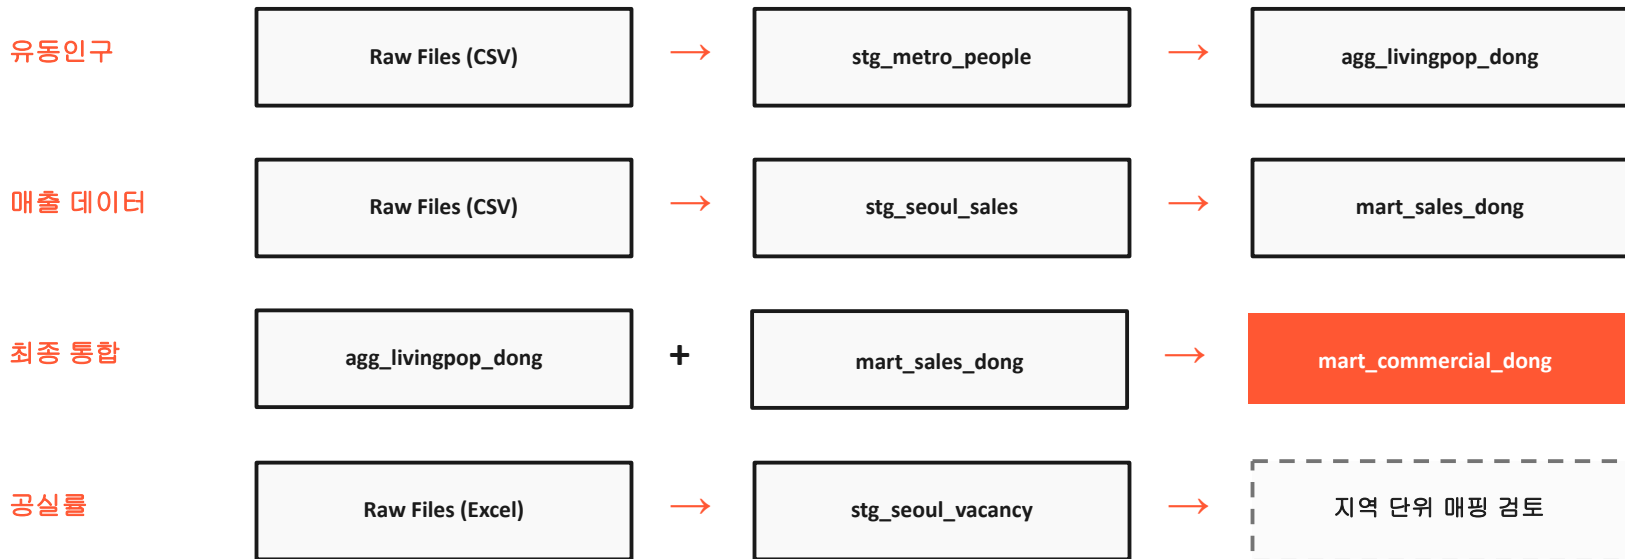 유동인구
Raw Files (CSV)
→
stg_metro_people
→
agg_livingpop_dong
매출 데이터
Raw Files (CSV)
→
stg_seoul_sales
→
mart_sales_dong
최종 통합
agg_livingpop_dong
+
mart_sales_dong
→
mart_commercial_dong
공실률
Raw Files (Excel)
→
stg_seoul_vacancy
→
지역 단위 매핑 검토